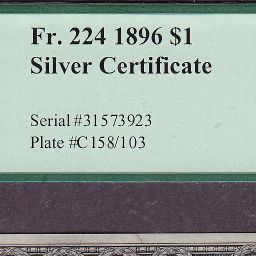 Fr. 224 1896 $1
Silver Certificate
Serial #31573923
Plate #C158/103